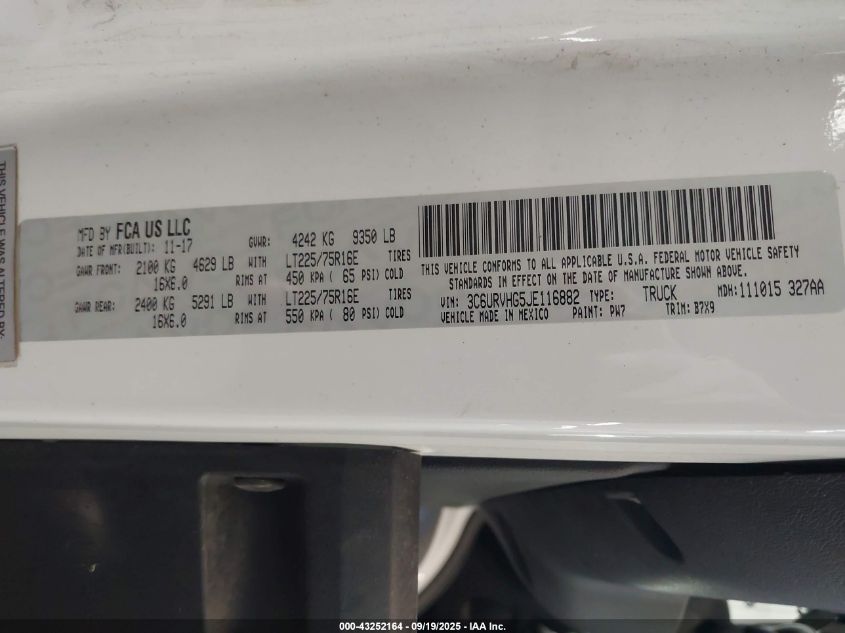 THIS VEHICLE WAS ALTERED BY:
MFD BY FCA US LLC
DATE OF MFR(BUILT): 11-17 GVWR: 4242 KG 9350 LB
GAWR FRONT: 2100 KG 4629 LB WITH LT225/75R16E TIRES
16X6.0 RIMS AT 450 KPA ( 65 PSI) COLD
GAWR REAR: 2400 KG 5291 LB WITH LT225/75R16E TIRES
16X6.0 RIMS AT 550 KPA ( 80 PSI) COLD
THIS VEHICLE CONFORMS TO ALL APPLICABLE U.S.A. FEDERAL MOTOR VEHICLE SAFETY
STANDARDS IN EFFECT ON THE DATE OF MANUFACTURE SHOWN ABOVE.
VIN: 3C6URVHG5JE116882 TYPE: TRUCK MDH:111015 327AA
VEHICLE MADE IN MEXICO PAINT: PW7 TRIM: B7X9
000-43252164 - 09/19/2025 - IAA Inc.